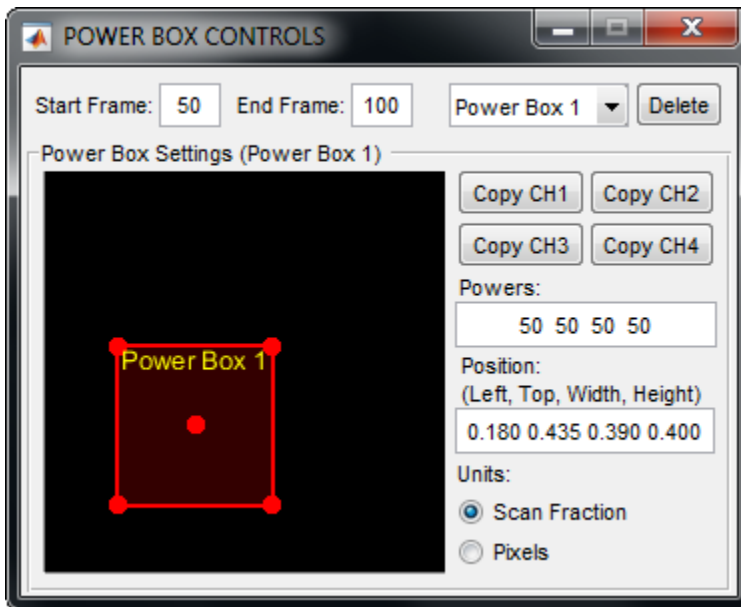 POWER BOX CONTROLS
Start Frame: 50 End Frame: 100 Power Box 1 Delete
Power Box Settings (Power Box 1)
Copy CH1 Copy CH2
Copy CH3 Copy CH4
Powers:
50 50 50 50
Power Box 1
Position:
(Left, Top, Width, Height)
0.180 0.435 0.390 0.400
Units:
Scan Fraction
Pixels